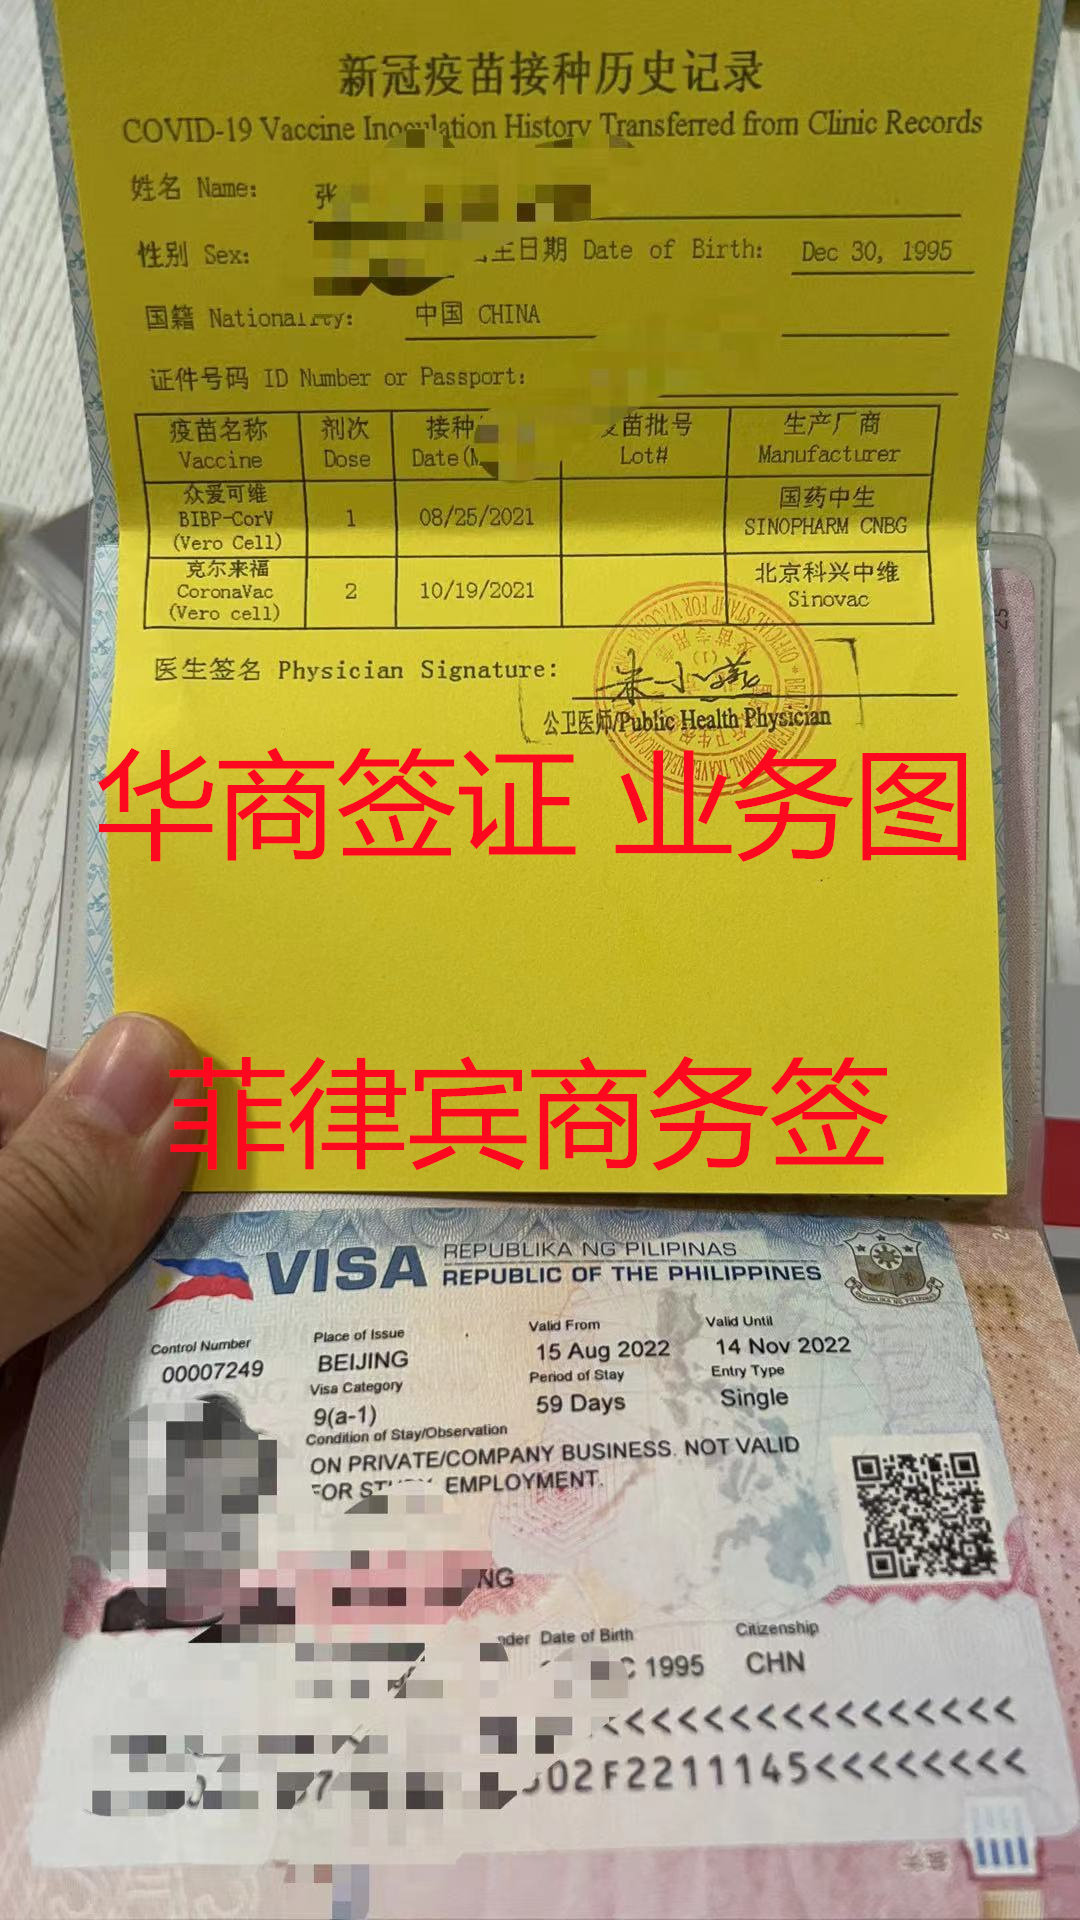 新冠疫苗接种历史记录
COVID-19 Vaccine Inoculation History Transferred from Clinic Records
姓名 Name: 张
性别 Sex: 日期 Date of Birth: Dec 30, 1995
国籍 Nationality: 中国 CHINA
证件号码 ID Number or Passport:
疫苗名称 剂次 接种 苗批号 生产厂商
Vaccine Dose Date Lot# Manufacturer
众爱可维 国药中生
BIBP-CorV 1 08/25/2021 SINOPHARM CNBG
(Vero Cell)
克尔来福 北京科兴中维
CoronaVac 2 10/19/2021 Sinovac
(Vero cell)
医生签名 Physician Signature: 朱小燕
公卫医师/Public Health Physician
华商签证 业务图
菲律宾商务签
VISA REPUBLIKA NG PILIPINAS
REPUBLIC OF THE PHILIPPINES
Control Number Place of Issue Valid From Valid Until
00007249 BEIJING 15 Aug 2022 14 Nov 2022
Visa Category Period of Stay Entry Type
9(a-1) 59 Days Single
Condition of Stay/Observation
ON PRIVATE/COMPANY BUSINESS. NOT VALID
FOR EMPLOYMENT.
NG
Date of Birth Citizenship
1995 CHN
<<<<<<<<<<<<<<<<
02F2211145<<<<<<<<